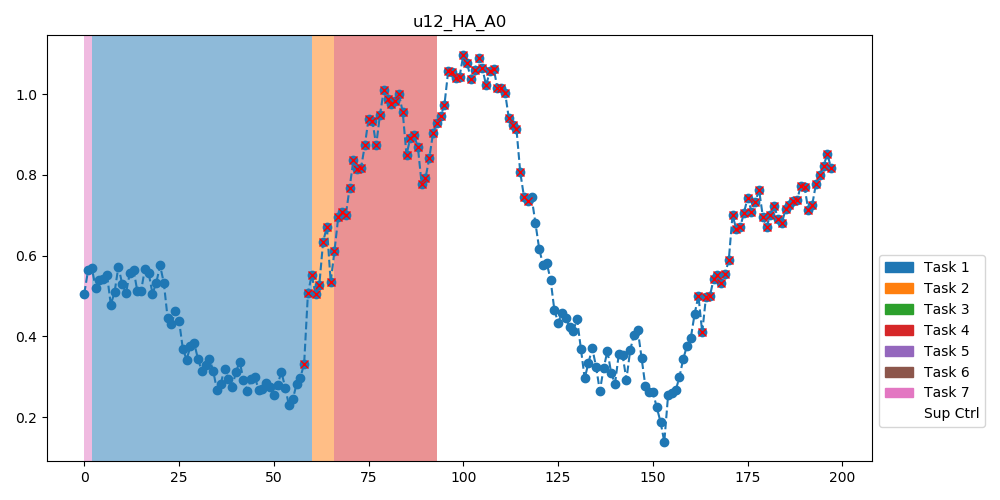 u12_HA_A0
1.0
0.8
0.6
0.4
0.2
0 25 50 75 100 125 150 175 200
Task 1
Task 2
Task 3
Task 4
Task 5
Task 6
Task 7
Sup Ctrl